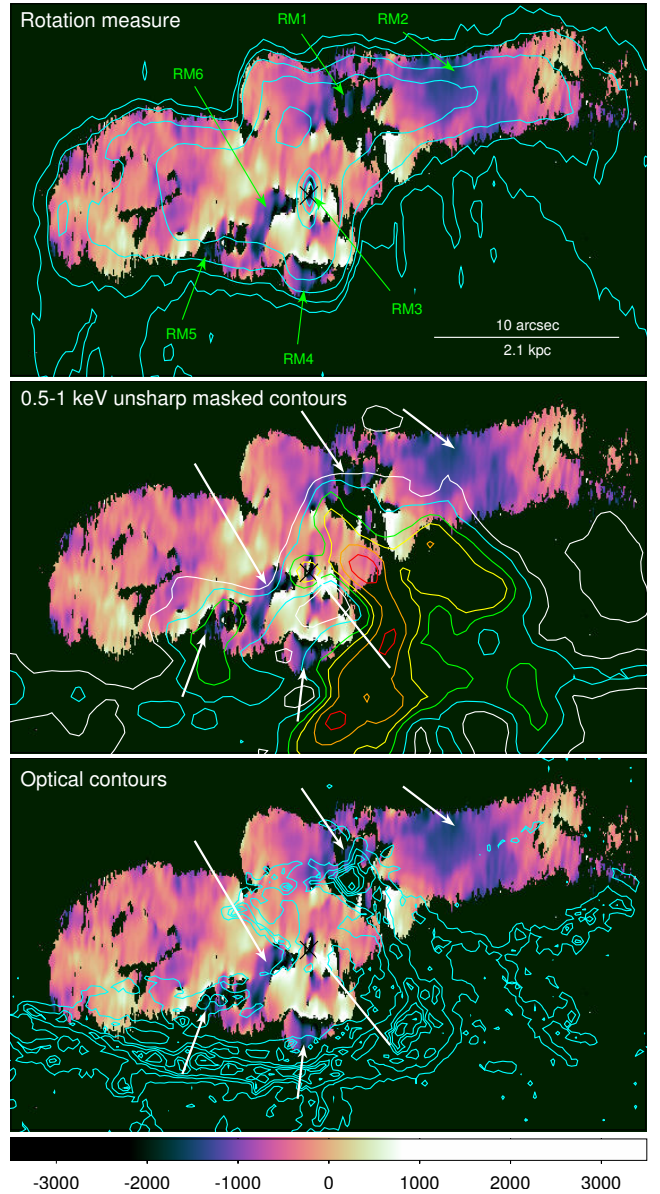 Rotation measure
RM1
RM2
RM6
RM3
RM5
RM4
10 arcsec
2.1 kpc
0.5-1 keV unsharp masked contours
Optical contours
-3000 -2000 -1000 0 1000 2000 3000